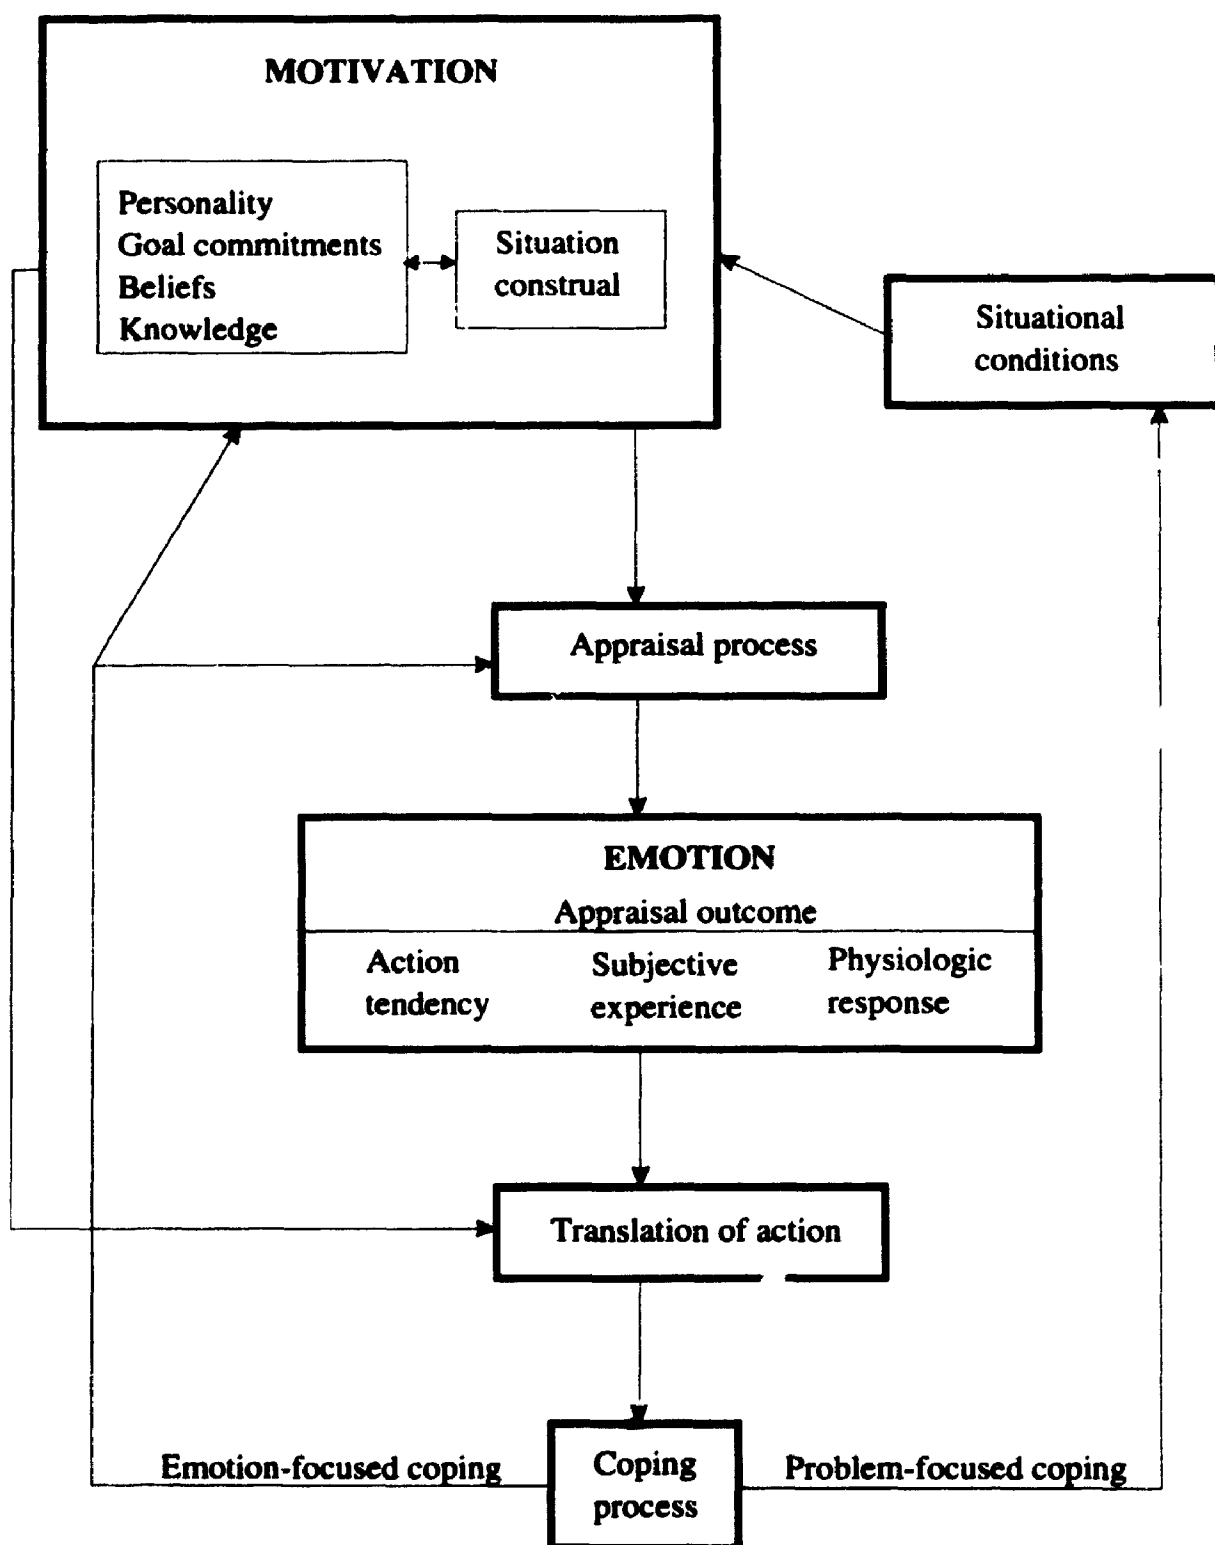 MOTIVATION
Personality
Goal commitments
Beliefs
Knowledge
Situation
construal
Situational
conditions
Appraisal process
EMOTION
Appraisal outcome
Action
tendency
Subjective
experience
Physiologic
response
Translation of action
Emotion-focused coping
Coping
process
Problem-focused coping